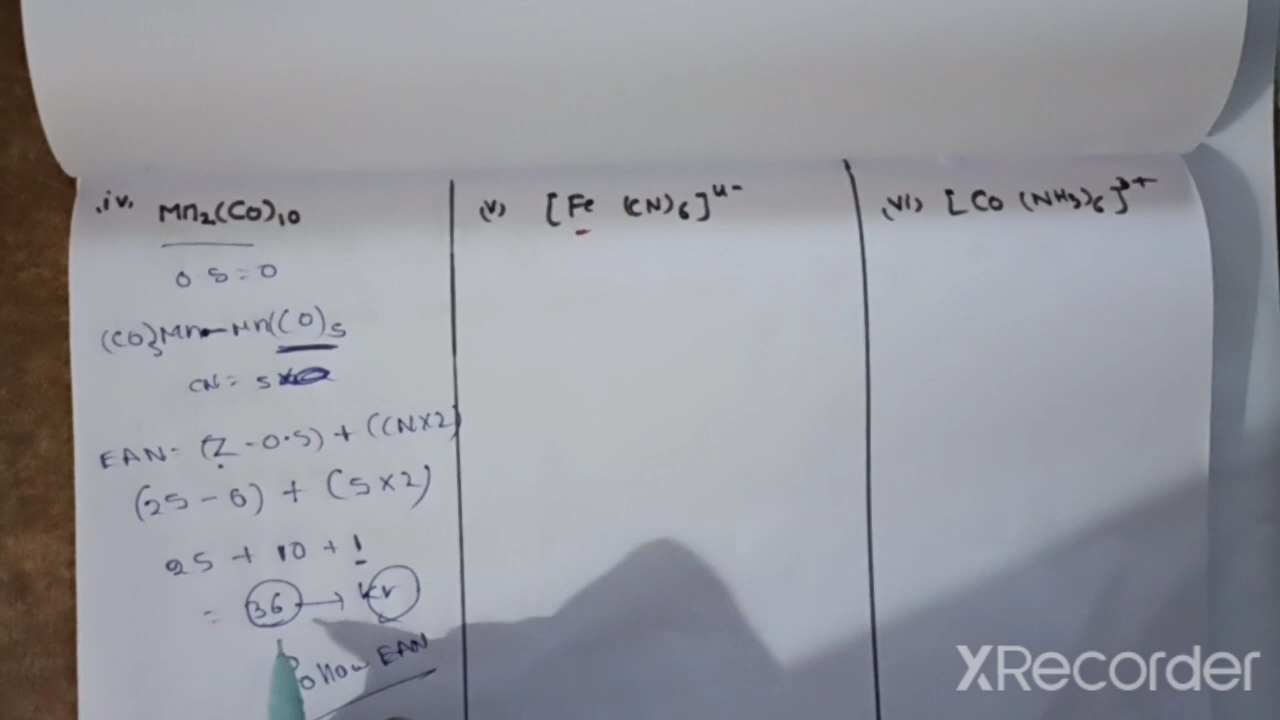 iv) Mn2(Co)10
O.S = 0
(CO)5Mn-Mn(CO)5
CN = 5
EAN = (Z - O.S) + (CN×2)
(25 - 0) + (5×2)
25 + 10 + 1
= 36 → Kr
Follow EAN
(v) [Fe (CN)6]4-
(vi) [Co (NH3)6]3+
XRecorder